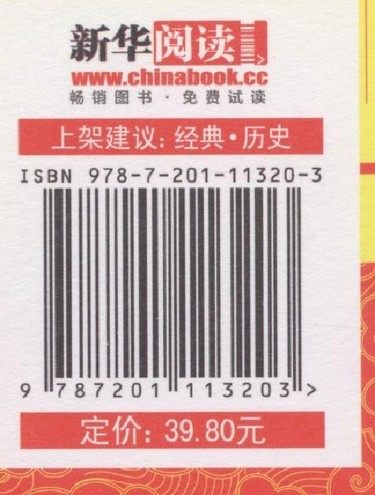 新华阅读
www.chinabook.cc
畅销图书·免费试读
上架建议：经典·历史
ISBN 978-7-201-11320-3
9 787201 113203 >
定价：39.80元